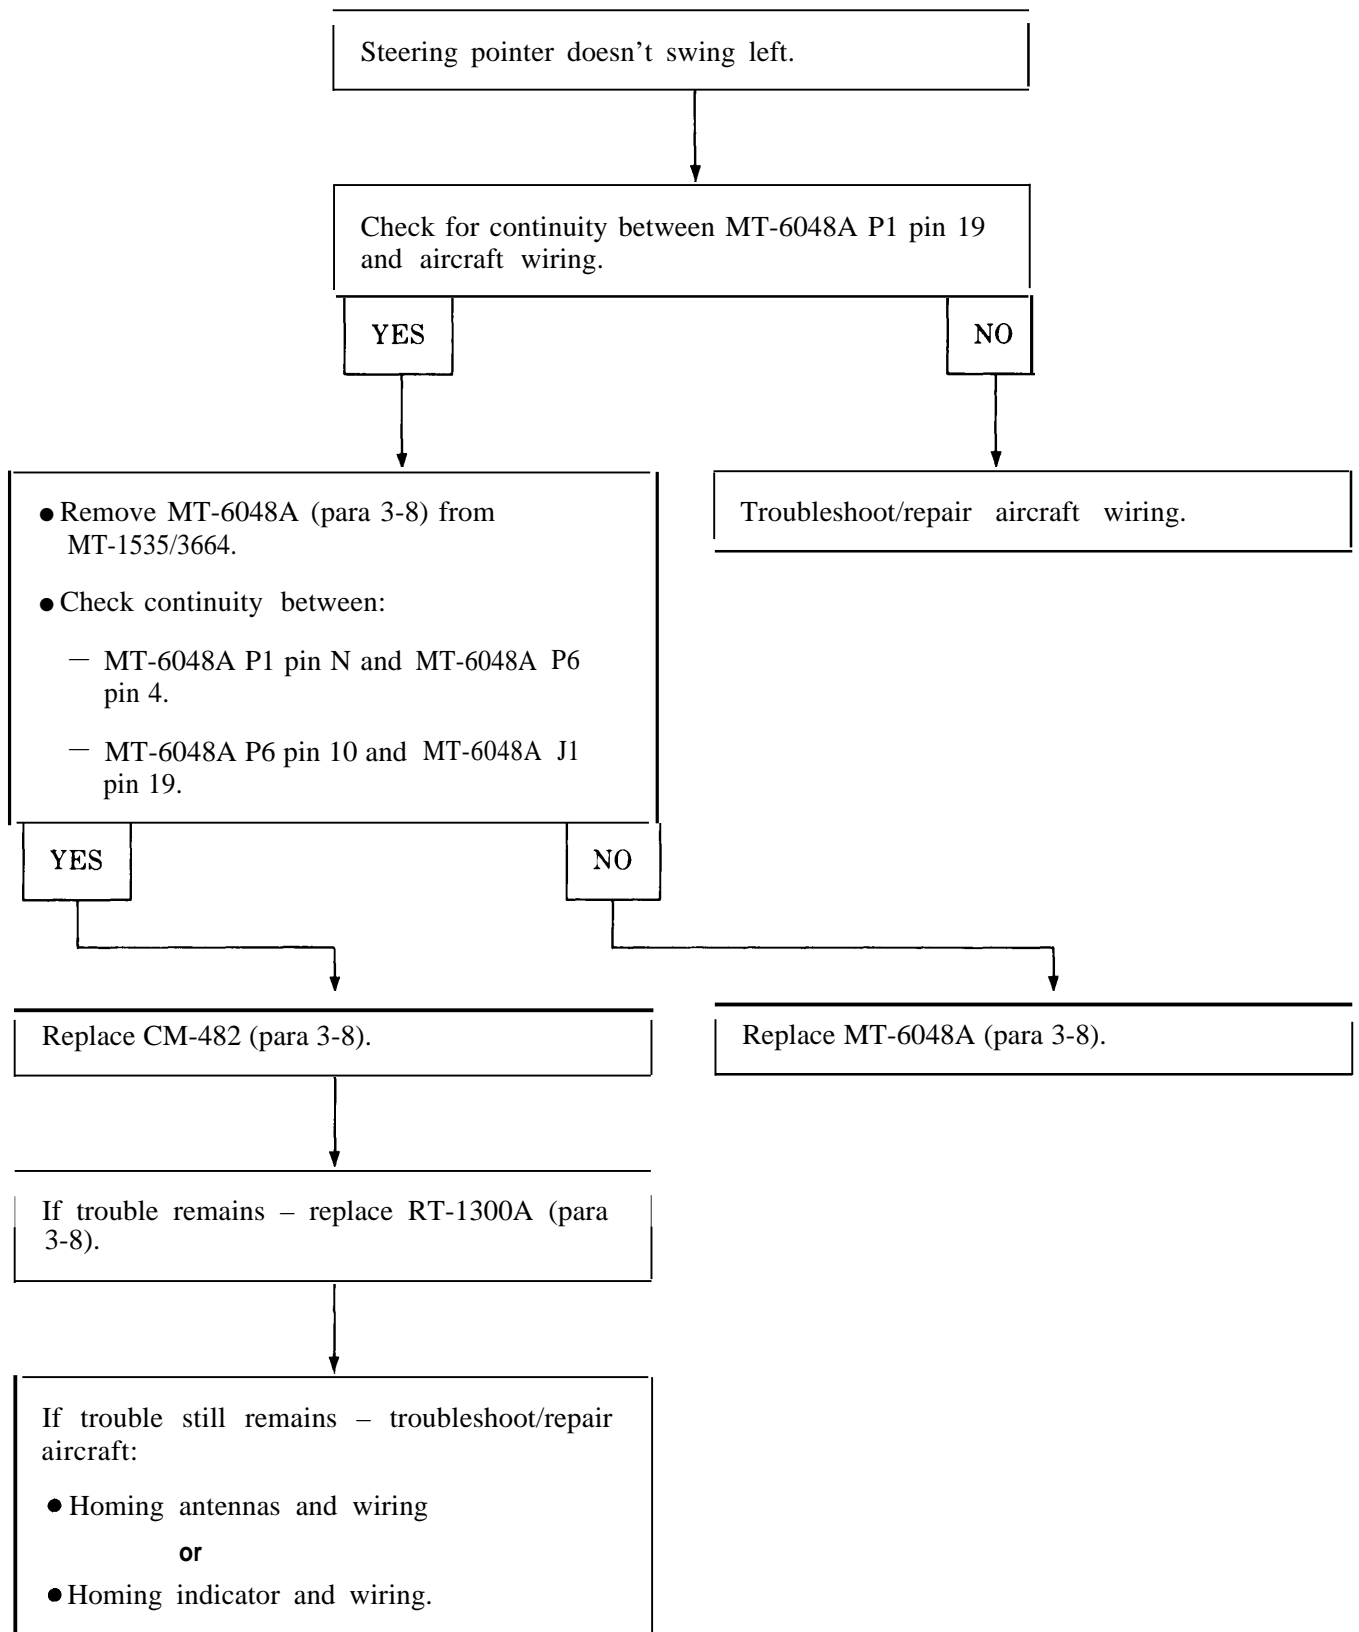 Steering pointer doesn't swing left.
Check for continuity between MT-6048A P1 pin 19
and aircraft wiring.
YES
NO
● Remove MT-6048A (para 3-8) from
MT-1535/3664.
● Check continuity between:
— MT-6048A P1 pin N and MT-6048A P6
pin 4.
— MT-6048A P6 pin 10 and MT-6048A J1
pin 19.
Troubleshoot/repair aircraft wiring.
YES
NO
Replace CM-482 (para 3-8).
Replace MT-6048A (para 3-8).
If trouble remains – replace RT-1300A (para
3-8).
If trouble still remains – troubleshoot/repair
aircraft:
● Homing antennas and wiring
or
● Homing indicator and wiring.